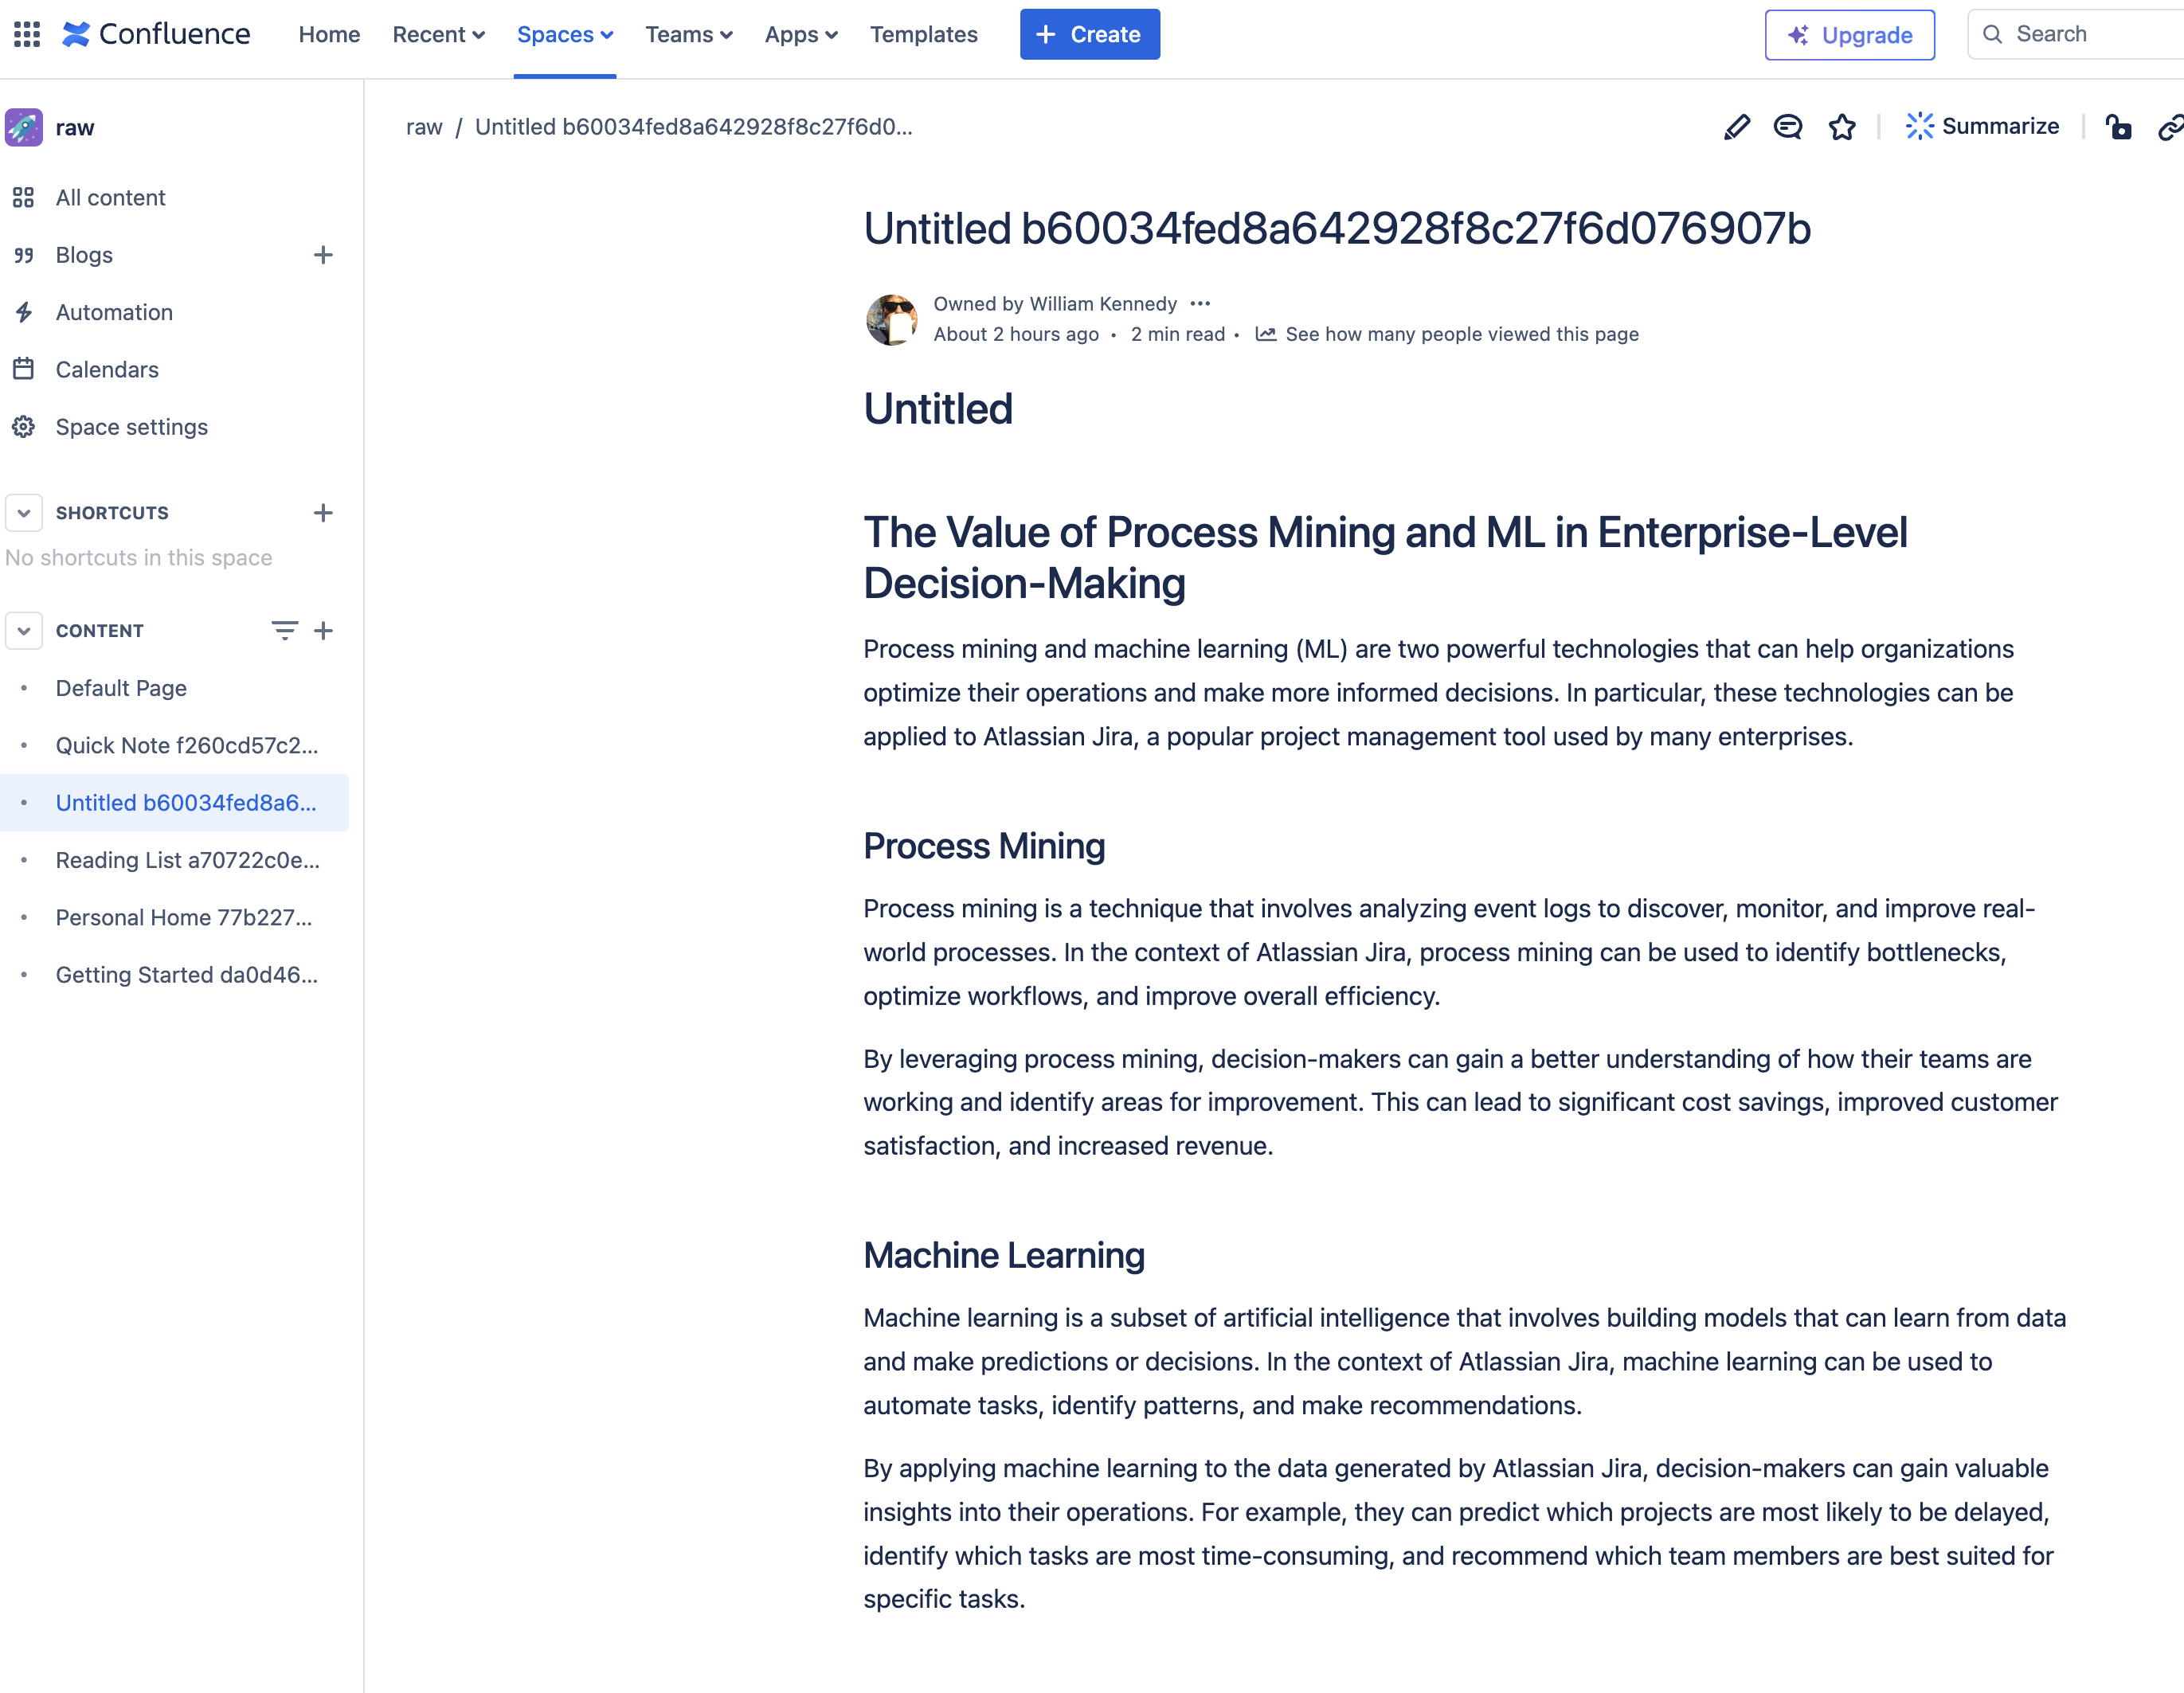 Confluence
Home
Recent
Spaces
Teams
Apps
Templates
+ Create
Upgrade
Search
raw
All content
Blogs
Automation
Calendars
Space settings
SHORTCUTS
No shortcuts in this space
CONTENT
Default Page
Quick Note f260cd57c2...
Untitled b60034fed8a6...
Reading List a70722c0e...
Personal Home 77b227...
Getting Started da0d46...
raw / Untitled b60034fed8a642928f8c27f6d0...
Summarize
Untitled b60034fed8a642928f8c27f6d076907b
Owned by William Kennedy •••
About 2 hours ago • 2 min read • See how many people viewed this page
Untitled
The Value of Process Mining and ML in Enterprise-Level
Decision-Making
Process mining and machine learning (ML) are two powerful technologies that can help organizations
optimize their operations and make more informed decisions. In particular, these technologies can be
applied to Atlassian Jira, a popular project management tool used by many enterprises.
Process Mining
Process mining is a technique that involves analyzing event logs to discover, monitor, and improve real-
world processes. In the context of Atlassian Jira, process mining can be used to identify bottlenecks,
optimize workflows, and improve overall efficiency.
By leveraging process mining, decision-makers can gain a better understanding of how their teams are
working and identify areas for improvement. This can lead to significant cost savings, improved customer
satisfaction, and increased revenue.
Machine Learning
Machine learning is a subset of artificial intelligence that involves building models that can learn from data
and make predictions or decisions. In the context of Atlassian Jira, machine learning can be used to
automate tasks, identify patterns, and make recommendations.
By applying machine learning to the data generated by Atlassian Jira, decision-makers can gain valuable
insights into their operations. For example, they can predict which projects are most likely to be delayed,
identify which tasks are most time-consuming, and recommend which team members are best suited for
specific tasks.